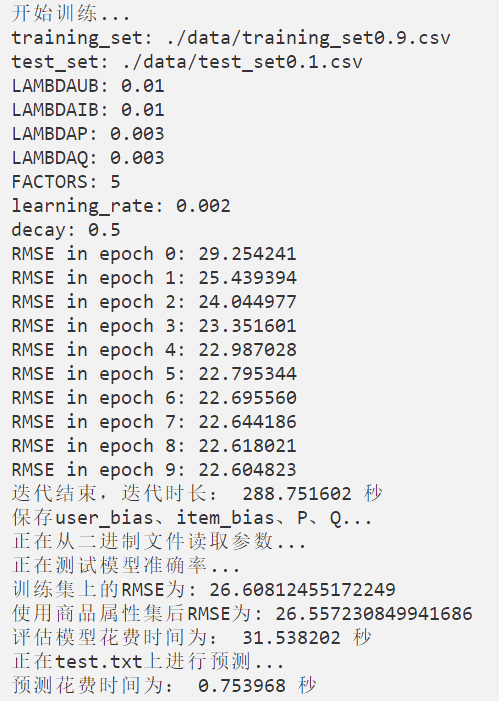 开始训练...
training_set: ./data/training_set0.9.csv
test_set: ./data/test_set0.1.csv
LAMBDAUB: 0.01
LAMBDAIB: 0.01
LAMBDAP: 0.003
LAMBDAQ: 0.003
FACTORS: 5
learning_rate: 0.002
decay: 0.5
RMSE in epoch 0: 29.254241
RMSE in epoch 1: 25.439394
RMSE in epoch 2: 24.044977
RMSE in epoch 3: 23.351601
RMSE in epoch 4: 22.987028
RMSE in epoch 5: 22.795344
RMSE in epoch 6: 22.695560
RMSE in epoch 7: 22.644186
RMSE in epoch 8: 22.618021
RMSE in epoch 9: 22.604823
迭代结束，迭代时长： 288.751602 秒
保存user_bias、item_bias、P、Q...
正在从二进制文件读取参数...
正在测试模型准确率...
训练集上的RMSE为: 26.60812455172249
使用商品属性集后RMSE为: 26.557230849941686
评估模型花费时间为： 31.538202 秒
正在test.txt上进行预测...
预测花费时间为： 0.753968 秒